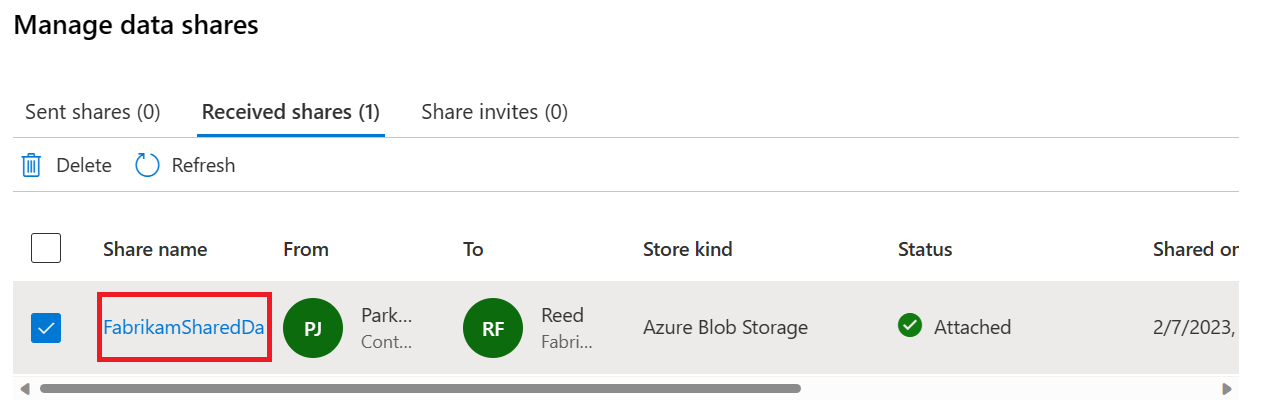 Manage data shares
Sent shares (0) Received shares (1) Share invites (0)
Delete Refresh
Share name From To Store kind Status Shared on
FabrikamSharedDa PJ Park... Cont... RF Reed Fabri... Azure Blob Storage Attached 2/7/2023,